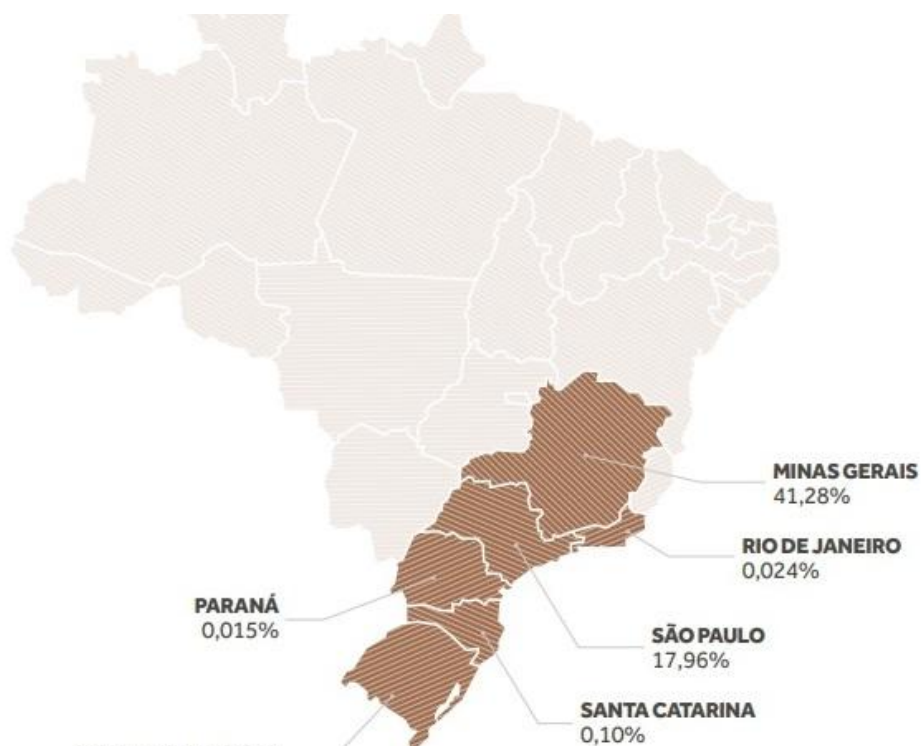 MINAS GERAIS
41,28%
RIO DE JANEIRO
0,024%
PARANÁ
0,015%
SÃO PAULO
17,96%
SANTA CATARINA
0,10%